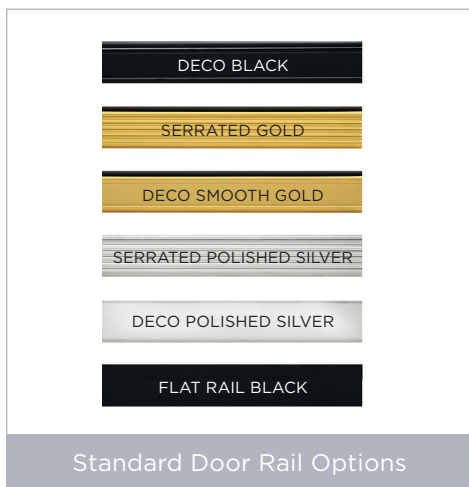 DECO BLACK
SERRATED GOLD
DECO SMOOTH GOLD
SERRATED POLISHED SILVER
DECO POLISHED SILVER
FLAT RAIL BLACK
Standard Door Rail Options